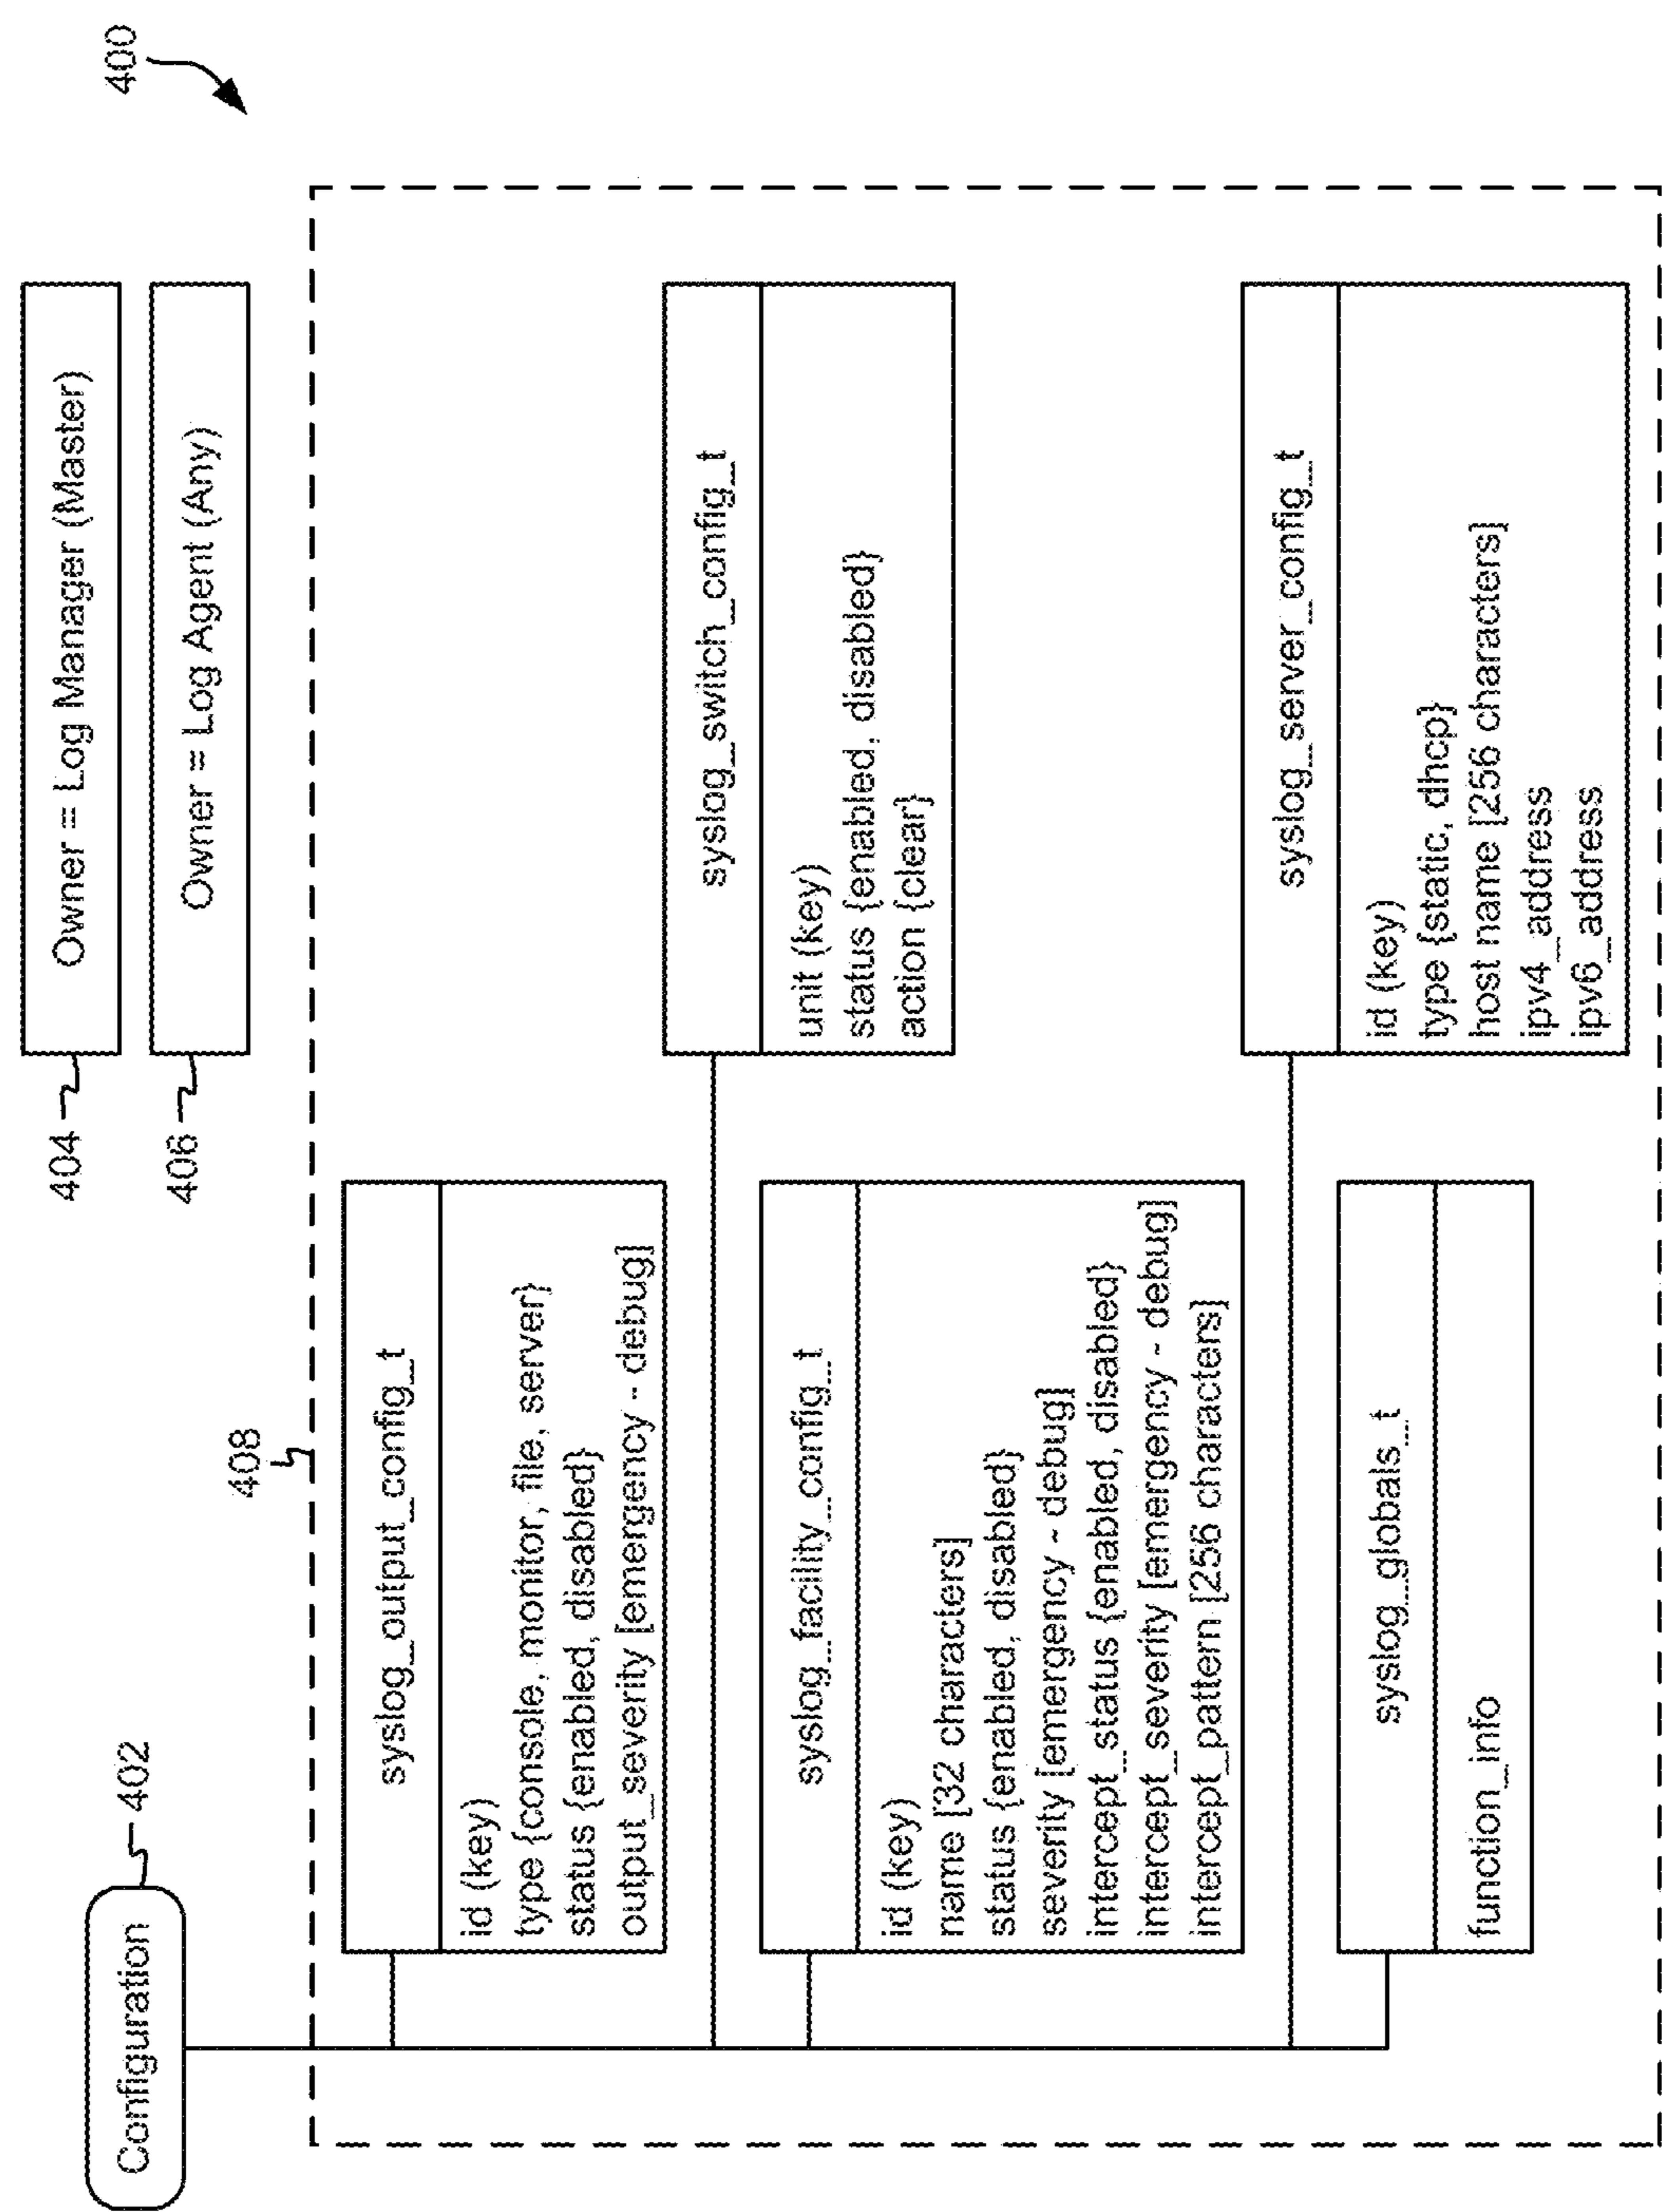 400
Configuration
402
404
Owner = Log Manager (Master)
406
Owner = Log Agent (Any)
408
syslog_output_config_t
id (key)
type {console, monitor, file, server}
status {enabled, disabled}
output_severity [emergency - debug]
syslog_switch_config_t
unit (key)
status {enabled, disabled}
action {clear}
syslog_facility_config_t
id (key)
name [32 characters]
status {enabled, disabled}
severity [emergency - debug]
intercept_status {enabled, disabled}
intercept_severity [emergency - debug]
intercept_pattern [256 characters]
syslog_server_config_t
id (key)
type {static, dhcp}
host name [256 characters]
ipv4_address
ipv6_address
syslog_globals_t
function_info